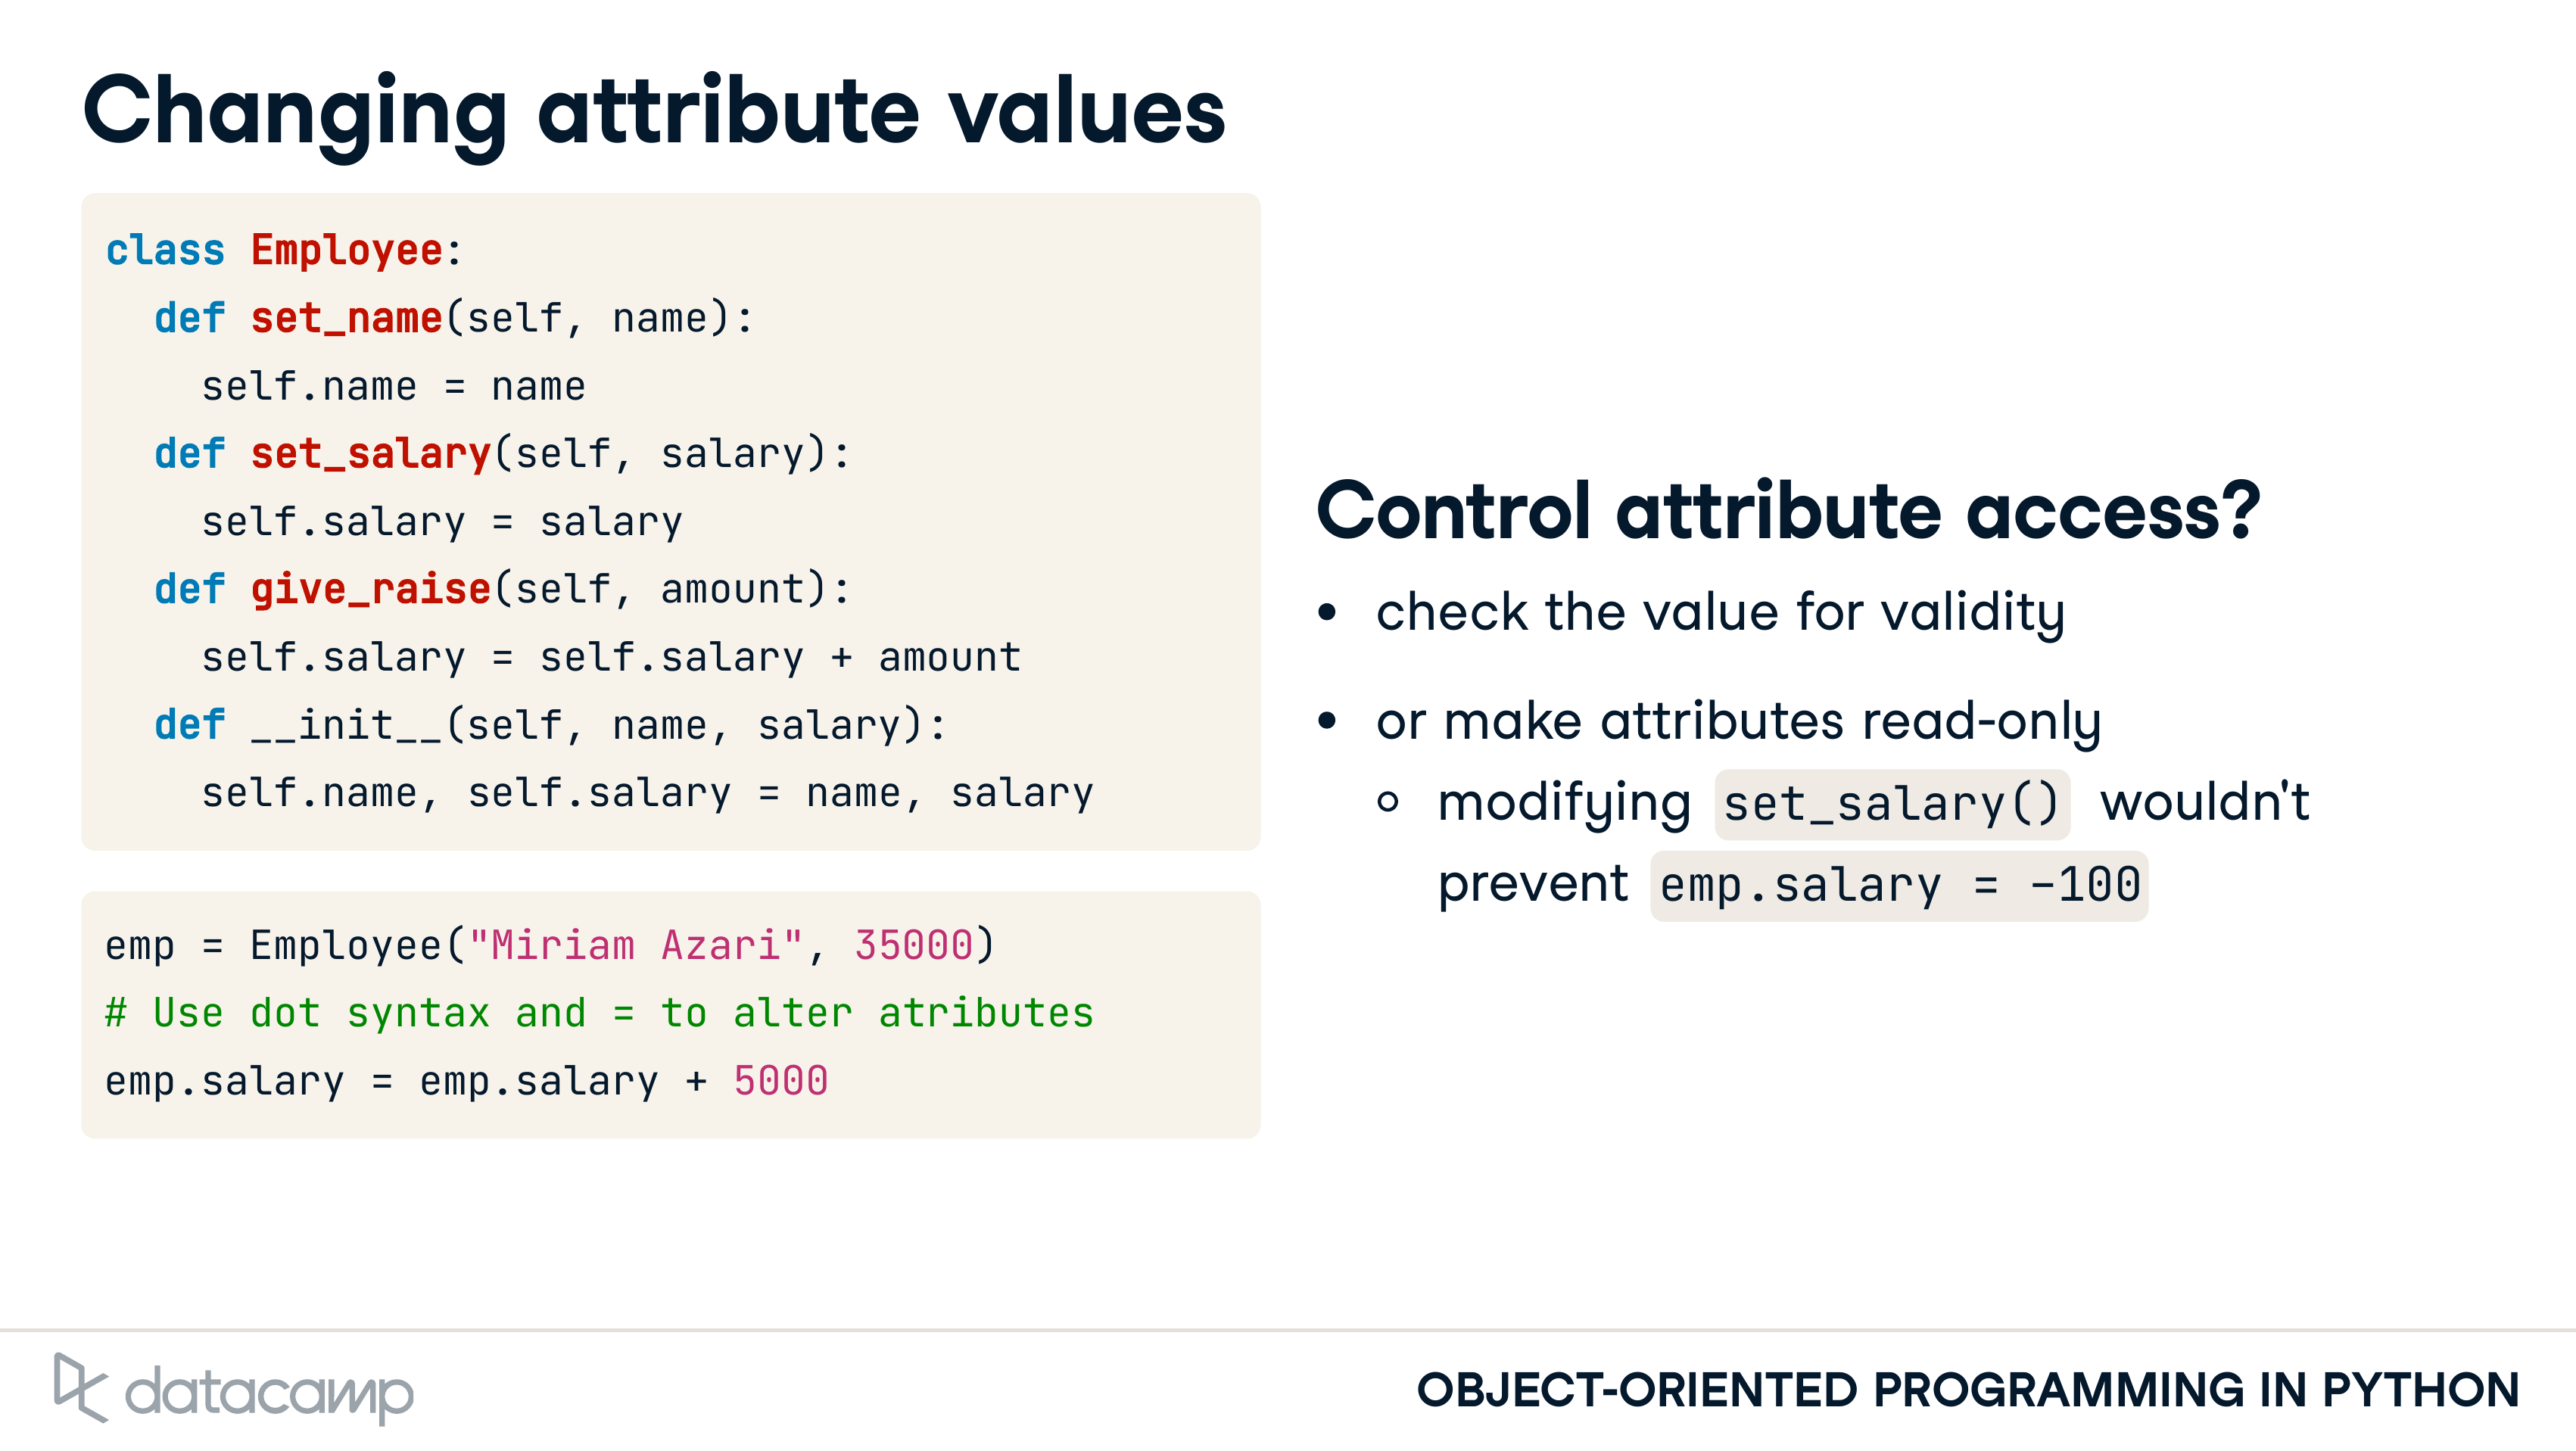 Changing attribute values
class Employee:
  def set_name(self, name):
    self.name = name
  def set_salary(self, salary):
    self.salary = salary
  def give_raise(self, amount):
    self.salary = self.salary + amount
  def __init__(self, name, salary):
    self.name, self.salary = name, salary
emp = Employee("Miriam Azari", 35000)
# Use dot syntax and = to alter atributes
emp.salary = emp.salary + 5000
Control attribute access?
• check the value for validity
• or make attributes read-only
○ modifying set_salary() wouldn't
prevent emp.salary = -100
datacamp
OBJECT-ORIENTED PROGRAMMING IN PYTHON